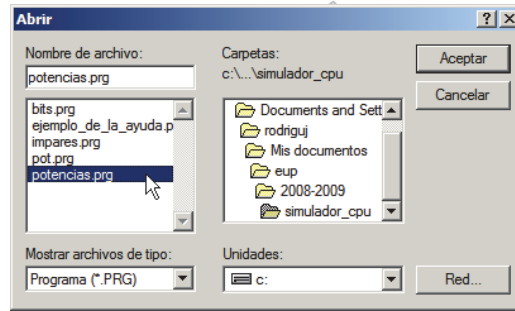 Abrir
Nombre de archivo:
potencias.prg
bits.prg
ejemplo_de_la_ayuda.p
impares.prg
pot.prg
potencias.prg
Mostrar archivos de tipo:
Programa (*.PRG)
Carpetas:
c:\...\simulador_cpu
Documents and Sett
rodriguj
Mis documentos
eup
2008-2009
simulador_cpu
Unidades:
c:
Aceptar
Cancelar
Red...